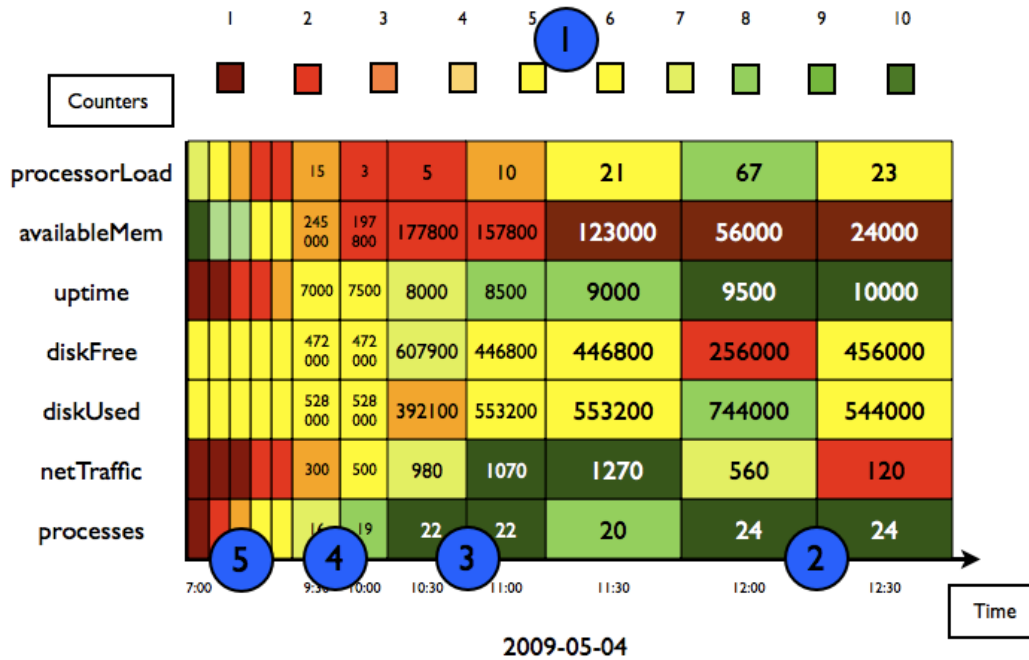 1 2 3 4 5 6 7 8 9 10
1
Counters
processorLoad 15 3 5 10 21 67 23
availableMem 245 000 197 800 177800 157800 123000 56000 24000
uptime 7000 7500 8000 8500 9000 9500 10000
diskFree 472 000 472 000 607900 446800 446800 256000 456000
diskUsed 528 000 528 000 392100 553200 553200 744000 544000
netTraffic 300 500 980 1070 1270 560 120
processes 16 19 22 22 20 24 24
5 4 3 2
7:00 9:30 10:00 10:30 11:00 11:30 12:00 12:30
Time
2009-05-04